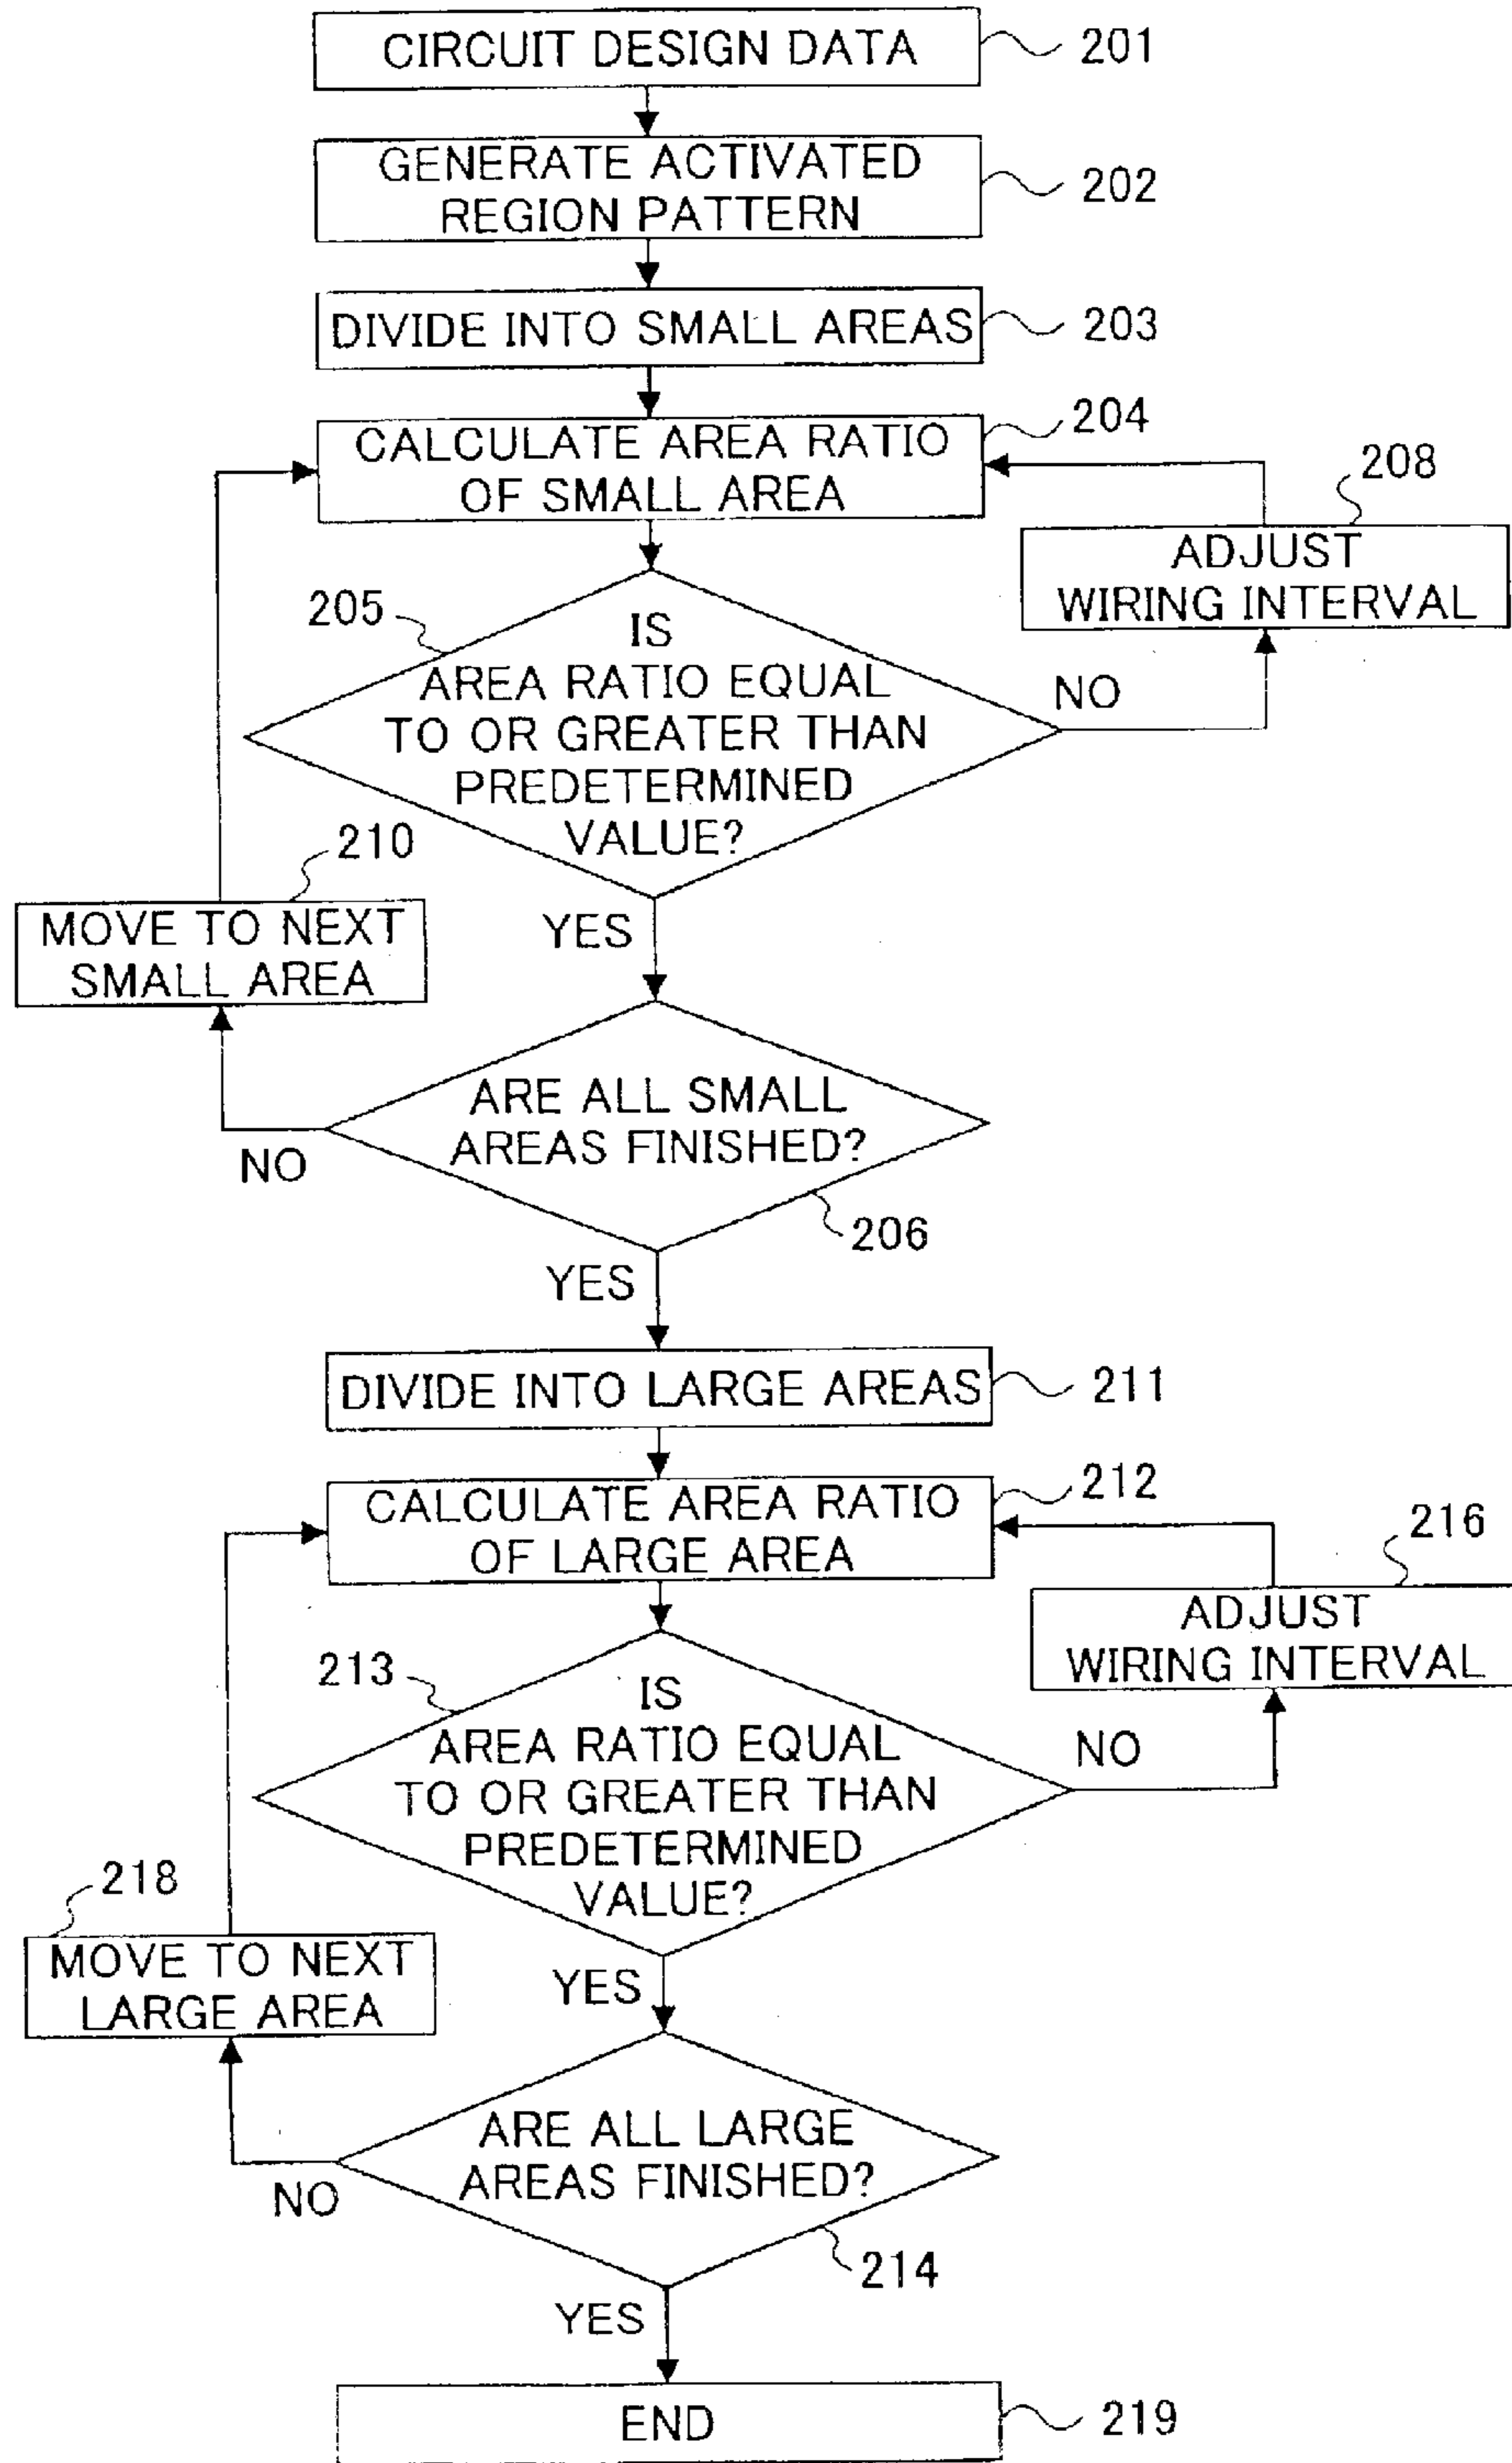 CIRCUIT DESIGN DATA
201
GENERATE ACTIVATED
REGION PATTERN
202
DIVIDE INTO SMALL AREAS
203
CALCULATE AREA RATIO
OF SMALL AREA
204
208
ADJUST
WIRING INTERVAL
205
IS
AREA RATIO EQUAL
TO OR GREATER THAN
PREDETERMINED
VALUE?
NO
210
MOVE TO NEXT
SMALL AREA
YES
ARE ALL SMALL
AREAS FINISHED?
NO
206
YES
DIVIDE INTO LARGE AREAS
211
CALCULATE AREA RATIO
OF LARGE AREA
212
216
ADJUST
WIRING INTERVAL
213
IS
AREA RATIO EQUAL
TO OR GREATER THAN
PREDETERMINED
VALUE?
NO
218
MOVE TO NEXT
LARGE AREA
YES
ARE ALL LARGE
AREAS FINISHED?
NO
214
YES
END
219